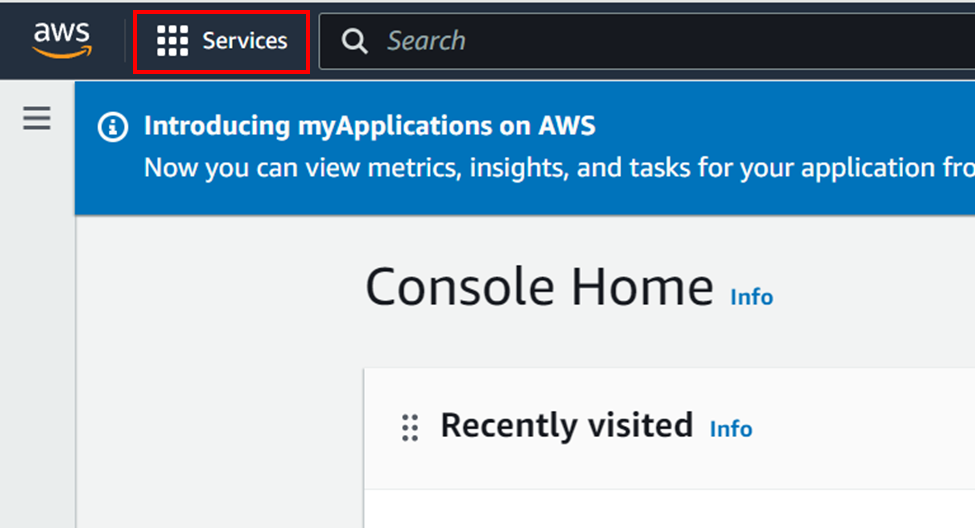 aws
Services
Search
Introducing myApplications on AWS
Now you can view metrics, insights, and tasks for your application fro
Console Home Info
Recently visited Info